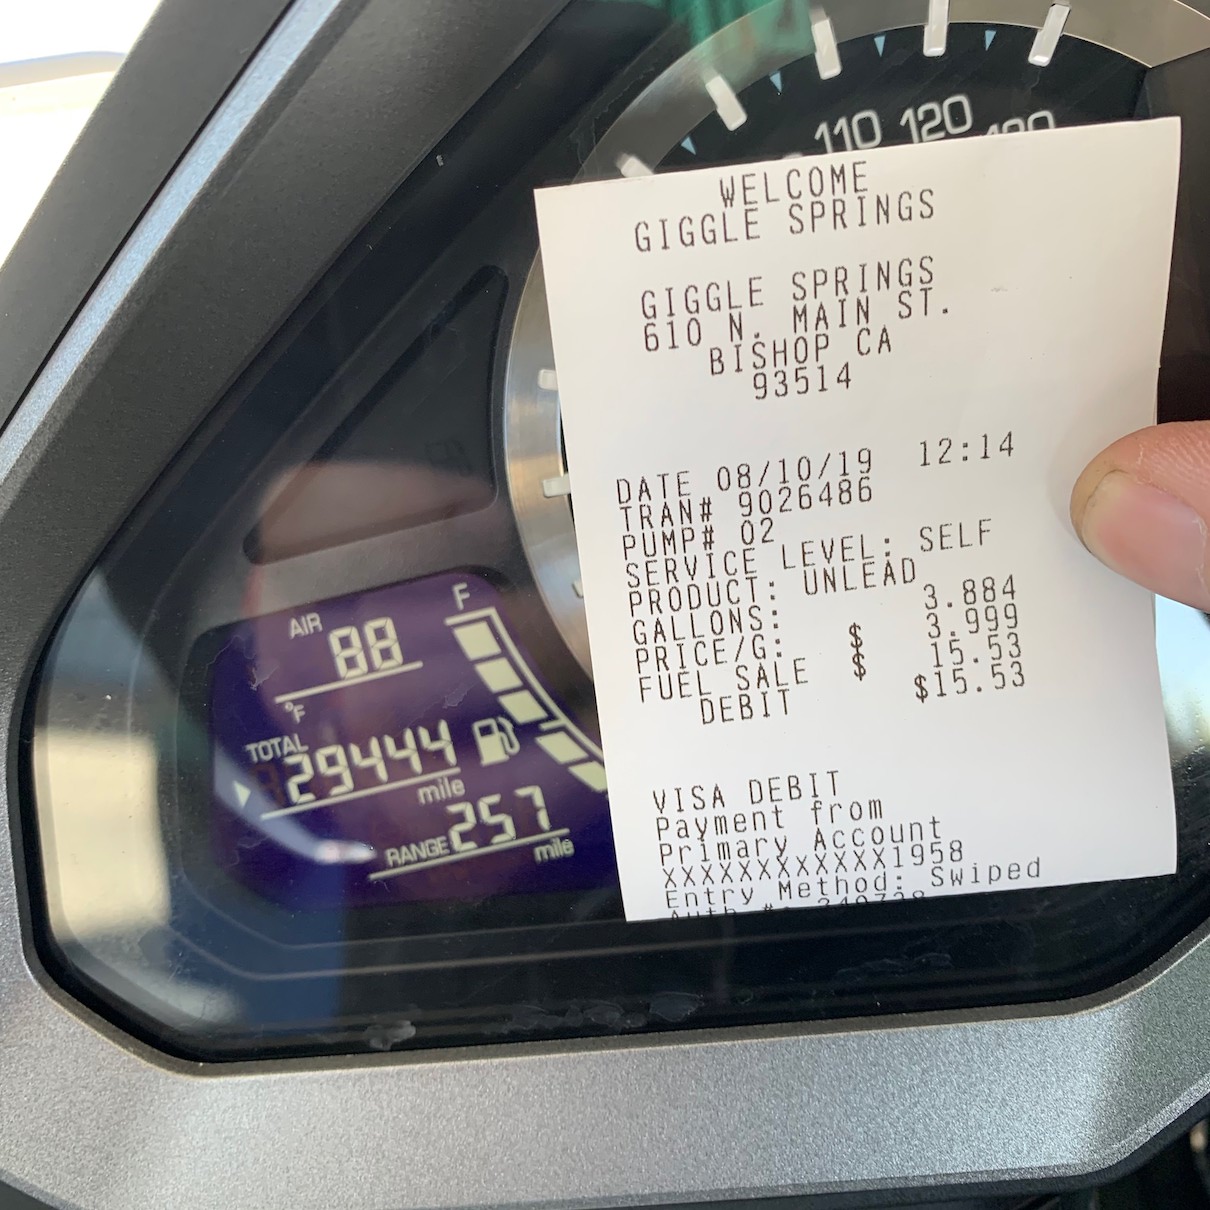 110 120
WELCOME
GIGGLE SPRINGS
GIGGLE SPRINGS
610 N. MAIN ST.
BISHOP CA
93514
DATE 08/10/19 12:14
TRAN# 9026486
PUMP# 02
SERVICE LEVEL: SELF
PRODUCT: UNLEAD
GALLONS: 3.884
PRICE/G: $ 3.999
FUEL SALE $ 15.53
DEBIT $15.53
VISA DEBIT
Payment from
Primary Account
XXXXXXXXXXXX1958
Entry Method: Swiped
AIR 88 °F
F
TOTAL 29444 mile
RANGE 257 mile